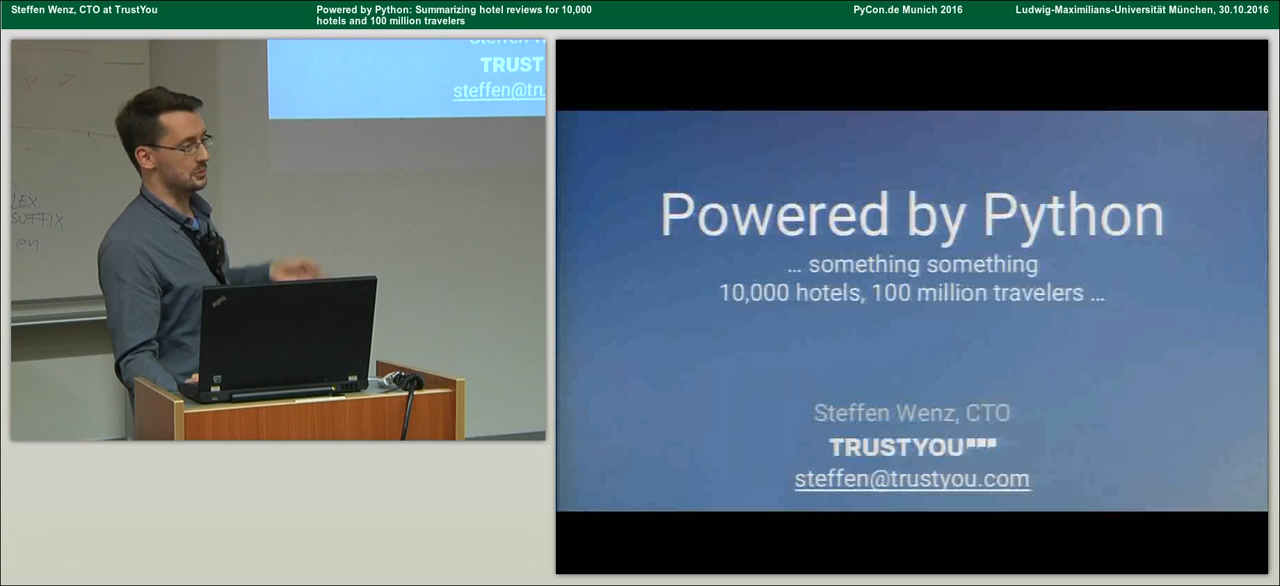 Steffen Wenz, CTO at TrustYou
Powered by Python: Summarizing hotel reviews for 10,000
hotels and 100 million travelers
PyCon.de Munich 2016
Ludwig-Maximilians-Universität München, 30.10.2016
TRUST
steffen@tru
LEX
SUFFIX
en
Powered by Python
... something something
10,000 hotels, 100 million travelers ...
Steffen Wenz, CTO
TRUSTYOU
steffen@trustyou.com